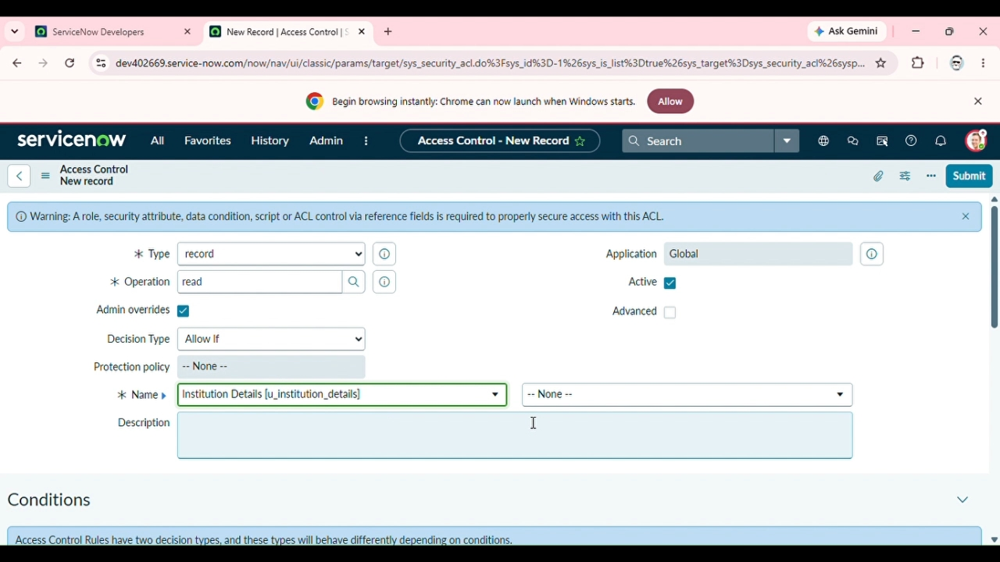 ServiceNow Developers
New Record | Access Control | S
Ask Gemini
dev402669.service-now.com/now/nav/ui/classic/params/target/sys_security_acl.do%3Fsys_id%3D-1%26sys_is_list%3Dtrue%26sys_target%3Dsys_security_acl%26sysp...
Begin browsing instantly: Chrome can now launch when Windows starts. Allow
servicenow All Favorites History Admin Access Control - New Record Search
Access Control
New record
Submit
Warning: A role, security attribute, data condition, script or ACL control via reference fields is required to properly secure access with this ACL.
* Type record Application Global
* Operation read Active
Admin overrides Advanced
Decision Type Allow If
Protection policy -- None --
* Name Institution Details [u_institution_details] -- None --
Description
Conditions
Access Control Rules have two decision types, and these types will behave differently depending on conditions.